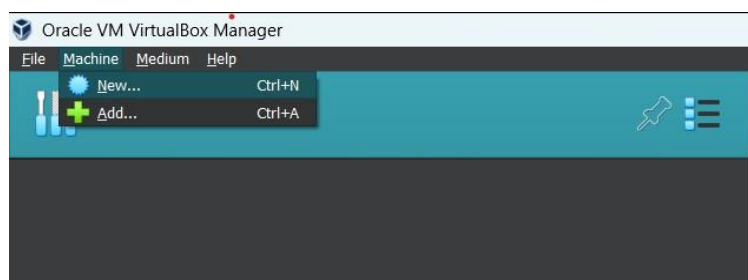 Oracle VM VirtualBox Manager
File Machine Medium Help
New... Ctrl+N
Add... Ctrl+A